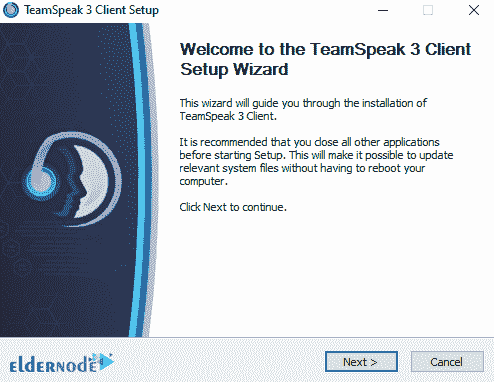 TeamSpeak 3 Client Setup
Welcome to the TeamSpeak 3 Client
Setup Wizard
This wizard will guide you through the installation of
TeamSpeak 3 Client.
It is recommended that you close all other applications
before starting Setup. This will make it possible to update
relevant system files without having to reboot your
computer.
Click Next to continue.
eLDERNODE
Next >
Cancel